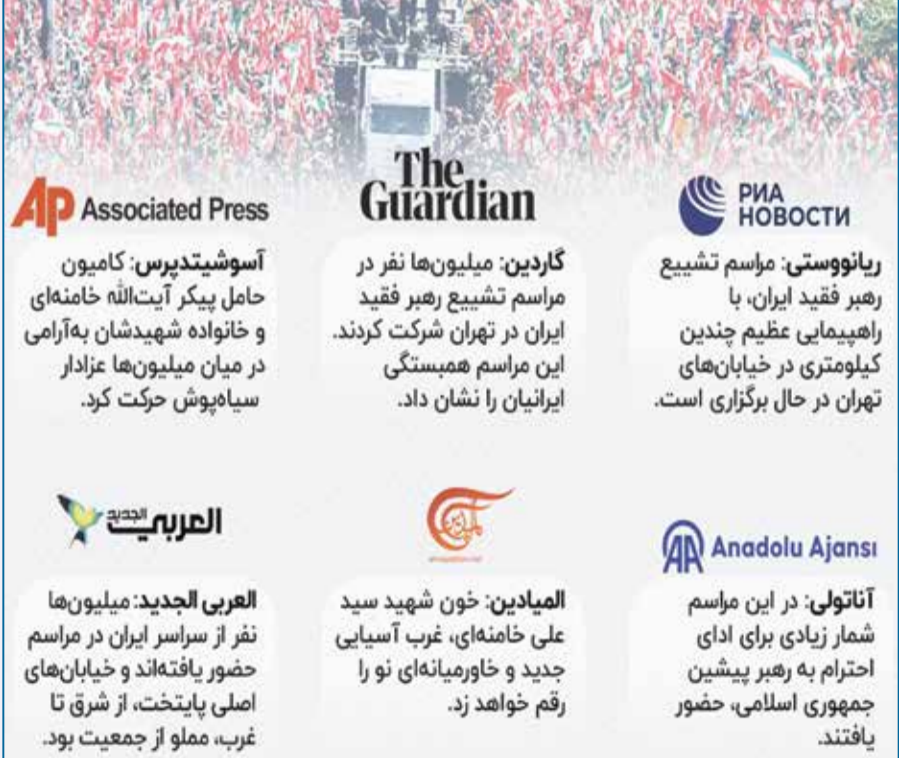 РИА
НОВОСТИ
ریانووستی: مراسم تشییع
رهبر فقید ایران، با
راهپیمایی عظیم چندین
کیلومتری در خیابان‌های
تهران در حال برگزاری است.
The
Guardian
گاردین: میلیون‌ها نفر در
مراسم تشییع رهبر فقید
ایران در تهران شرکت کردند.
این مراسم همبستگی
ایرانیان را نشان داد.
AP Associated Press
آسوشیتدپرس: کامیون
حامل پیکر آیت‌الله خامنه‌ای
و خانواده شهیدشان به‌آرامی
در میان میلیون‌ها عزادار
سیاه‌پوش حرکت کرد.
AA Anadolu Ajansı
آناتولی: در این مراسم
شمار زیادی برای ادای
احترام به رهبر پیشین
جمهوری اسلامی، حضور
یافتند.
الميادين
المیادین: خون شهید سید
علی خامنه‌ای، غرب آسیایی
جدید و خاورمیانه‌ای نو را
رقم خواهد زد.
العربي الجديد
العربی الجدید: میلیون‌ها
نفر از سراسر ایران در مراسم
حضور یافته‌اند و خیابان‌های
اصلی پایتخت، از شرق تا
غرب، مملو از جمعیت بود.